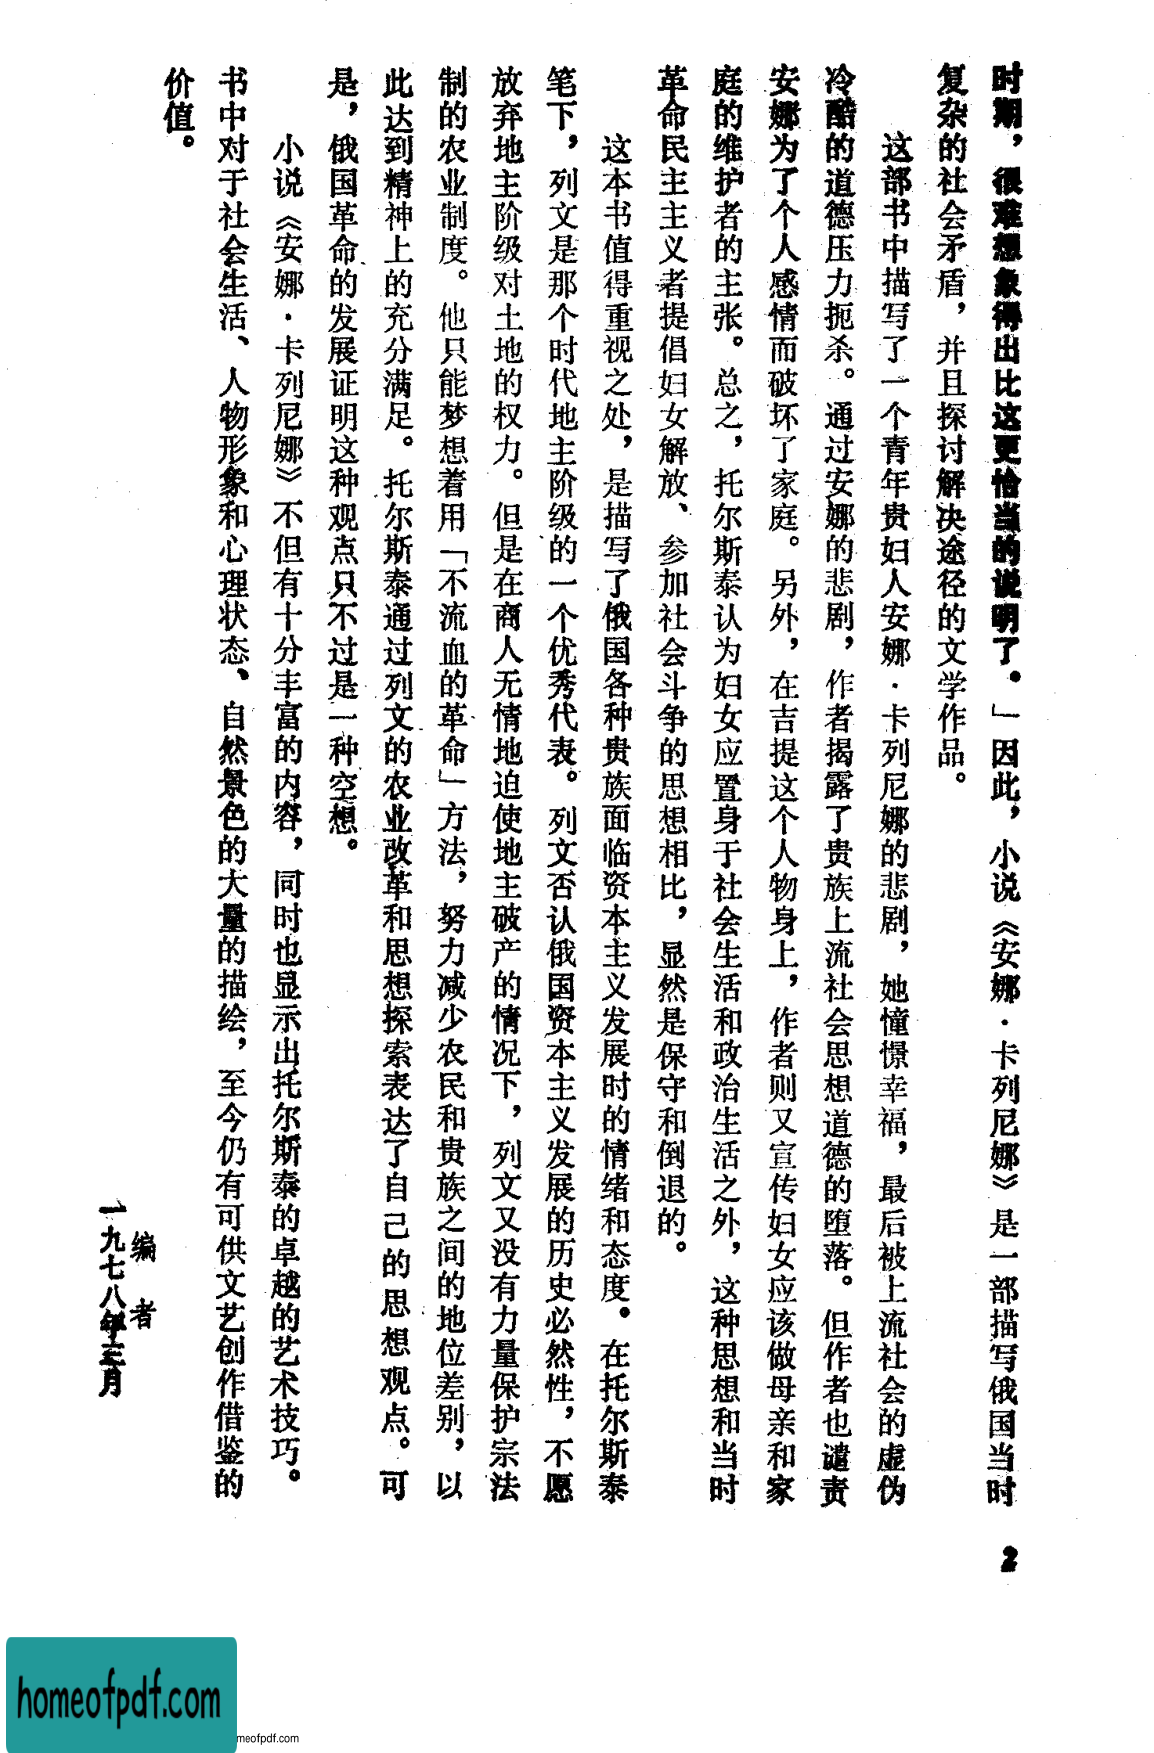 时期，很难想象得出比这更恰当的说明了。」因此，小说《安娜·卡列尼娜》是一部描写俄国当时
复杂的社会矛盾，并且探讨解决途径的文学作品。
这部书中描写了一个青年贵妇人安娜·卡列尼娜的悲剧，她憧憬幸福，最后被上流社会的虚伪
冷酷的道德压力扼杀。通过安娜的悲剧，作者揭露了贵族上流社会思想道德的堕落。但作者也谴责
安娜为了个人感情而破坏了家庭。另外，在吉提这个人物身上，作者则又宣传妇女应该做母亲和家
庭的维护者的主张。总之，托尔斯泰认为妇女应置身于社会生活和政治生活之外，这种思想和当时
革命民主主义者提倡妇女解放、参加社会斗争的思想相比，显然是保守和倒退的。
这本书值得重视之处，是描写了俄国各种贵族面临资本主义发展时的情绪和态度。在托尔斯泰
笔下，列文是那个时代地主阶级的一个优秀代表。列文否认俄国资本主义发展的历史必然性，不愿
放弃地主阶级对土地的权力。但是在商人无情地迫使地主破产的情况下，列文又没有力量保护宗法
制的农业制度。他只能梦想着用「不流血的革命」方法，努力减少农民和贵族之间的地位差别，以
此达到精神上的充分满足。托尔斯泰通过列文的农业改革和思想探索表达了自己的思想观点。可
是，俄国革命的发展证明这种观点只不过是一种空想。
小说《安娜·卡列尼娜》不但有十分丰富的内容，同时也显示出托尔斯泰的卓越的艺术技巧。
书中对于社会生活、人物形象和心理状态、自然景色的大量的描绘，至今仍有可供文艺创作借鉴的
价值。
编者
一九七八年三月
2
homeofpdf.com
meofpdf.com